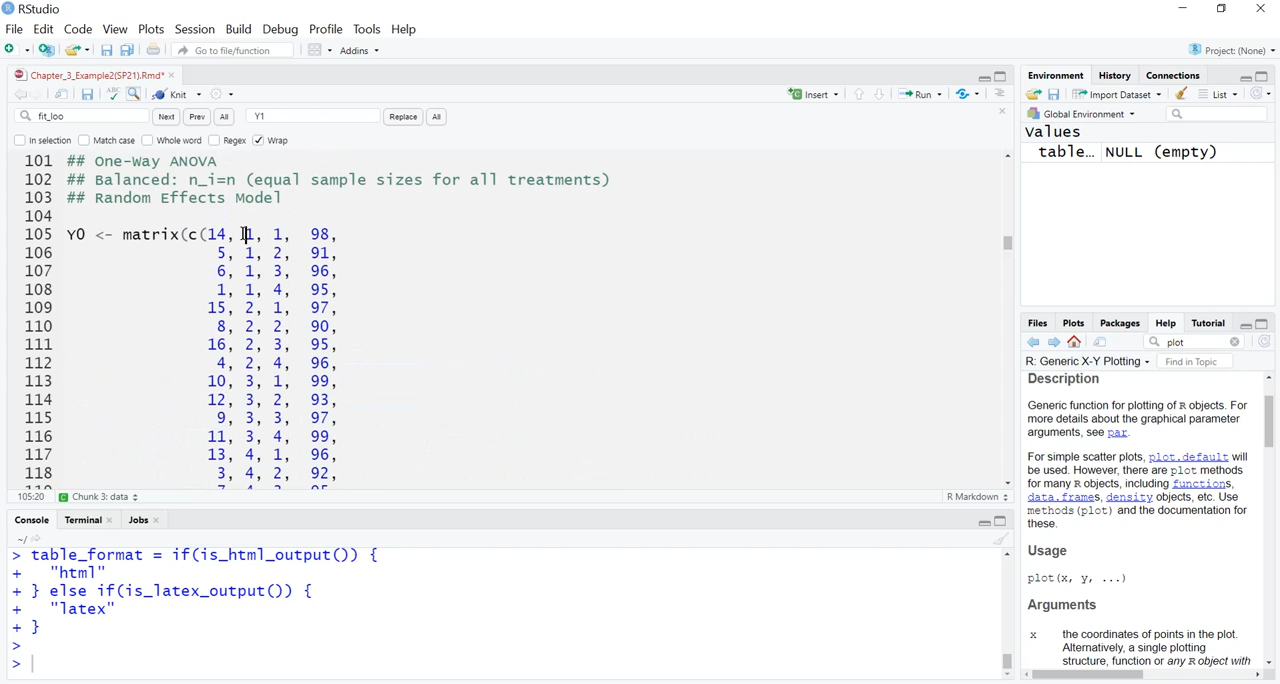 RStudio
File Edit Code View Plots Session Build Debug Profile Tools Help
Go to file/function Addins Project: (None)
Chapter_3_Example2(SP21).Rmd*
ABC Knit Insert Run
fit_loo Next Prev All Y1 Replace All
In selection Match case Whole word Regex Wrap
101 ## One-Way ANOVA
102 ## Balanced: n_i=n (equal sample sizes for all treatments)
103 ## Random Effects Model
104
105 Y0 <- matrix(c(14, 1, 1, 98,
106 5, 1, 2, 91,
107 6, 1, 3, 96,
108 1, 1, 4, 95,
109 15, 2, 1, 97,
110 8, 2, 2, 90,
111 16, 2, 3, 95,
112 4, 2, 4, 96,
113 10, 3, 1, 99,
114 12, 3, 2, 93,
115 9, 3, 3, 97,
116 11, 3, 4, 99,
117 13, 4, 1, 96,
118 3, 4, 2, 92,
105:20 Chunk 3: data R Markdown
Console Terminal Jobs
~/
> table_format = if(is_html_output()) {
+ "html"
+ } else if(is_latex_output()) {
+ "latex"
+ }
>
>
Environment History Connections
Import Dataset List
Global Environment
Values
table… NULL (empty)
Files Plots Packages Help Tutorial
plot
R: Generic X-Y Plotting Find in Topic
Description
Generic function for plotting of R objects. For
more details about the graphical parameter
arguments, see par.
For simple scatter plots, plot.default will
be used. However, there are plot methods
for many R objects, including functions,
data.frames, density objects, etc. Use
methods(plot) and the documentation for
these.
Usage
plot(x, y, ...)
Arguments
x the coordinates of points in the plot.
Alternatively, a single plotting
structure, function or any R object with